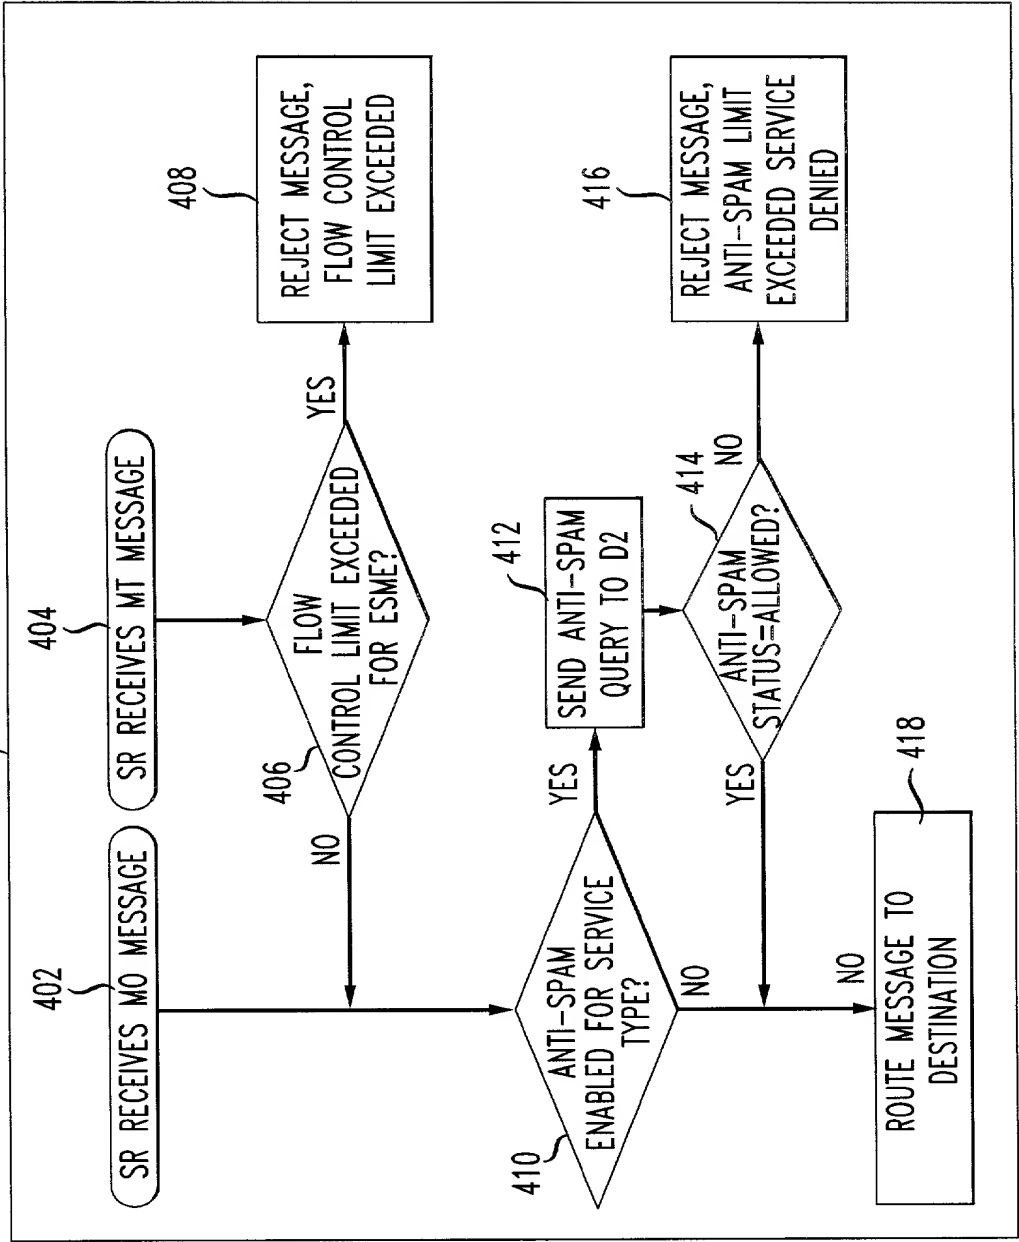 402
SR RECEIVES MO MESSAGE
404
SR RECEIVES MT MESSAGE
406
FLOW
CONTROL LIMIT EXCEEDED
FOR ESME?
NO
YES
408
REJECT MESSAGE,
FLOW CONTROL
LIMIT EXCEEDED
410
ANTI-SPAM
ENABLED FOR SERVICE
TYPE?
YES
NO
412
SEND ANTI-SPAM
QUERY TO D2
414
ANTI-SPAM
STATUS=ALLOWED?
YES
NO
416
REJECT MESSAGE,
ANTI-SPAM LIMIT
EXCEEDED SERVICE
DENIED
NO
418
ROUTE MESSAGE TO
DESTINATION